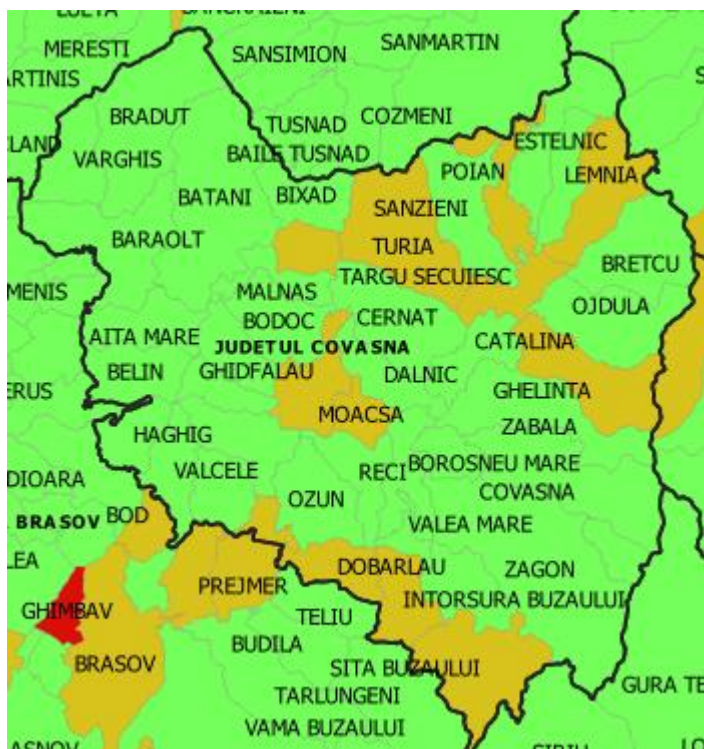 MERESTI
SANSIMION
SANMARTIN
BRADUT
TUSNAD
COZMENI
ESTELNIC
VARGHIS
BAILE TUSNAD
POIAN
LEMNIA
BATANI
BIXAD
SANZIENI
BARAOLT
TURIA
BRETCU
TARGU SECUIESC
MENIS
MALNAS
OJDULA
BODOC
CERNAT
AITA MARE
JUDETUL COVASNA
CATALINA
BELIN
GHIDFALAU
DALNIC
GHELINTA
ERUS
MOACSA
ZABALA
HAGHIG
DIOARA
VALCELE
RECI
BOROSNEU MARE
COVASNA
OZUN
BRASOV
BOD
VALEA MARE
LEA
DOBARLAU
ZAGON
PREJMER
INTORSURA BUZAULUI
GHIMBAV
TELIU
BUDILA
BRASOV
SITA BUZAULUI
GURA TE
TARLUNGENI
VAMA BUZAULUI